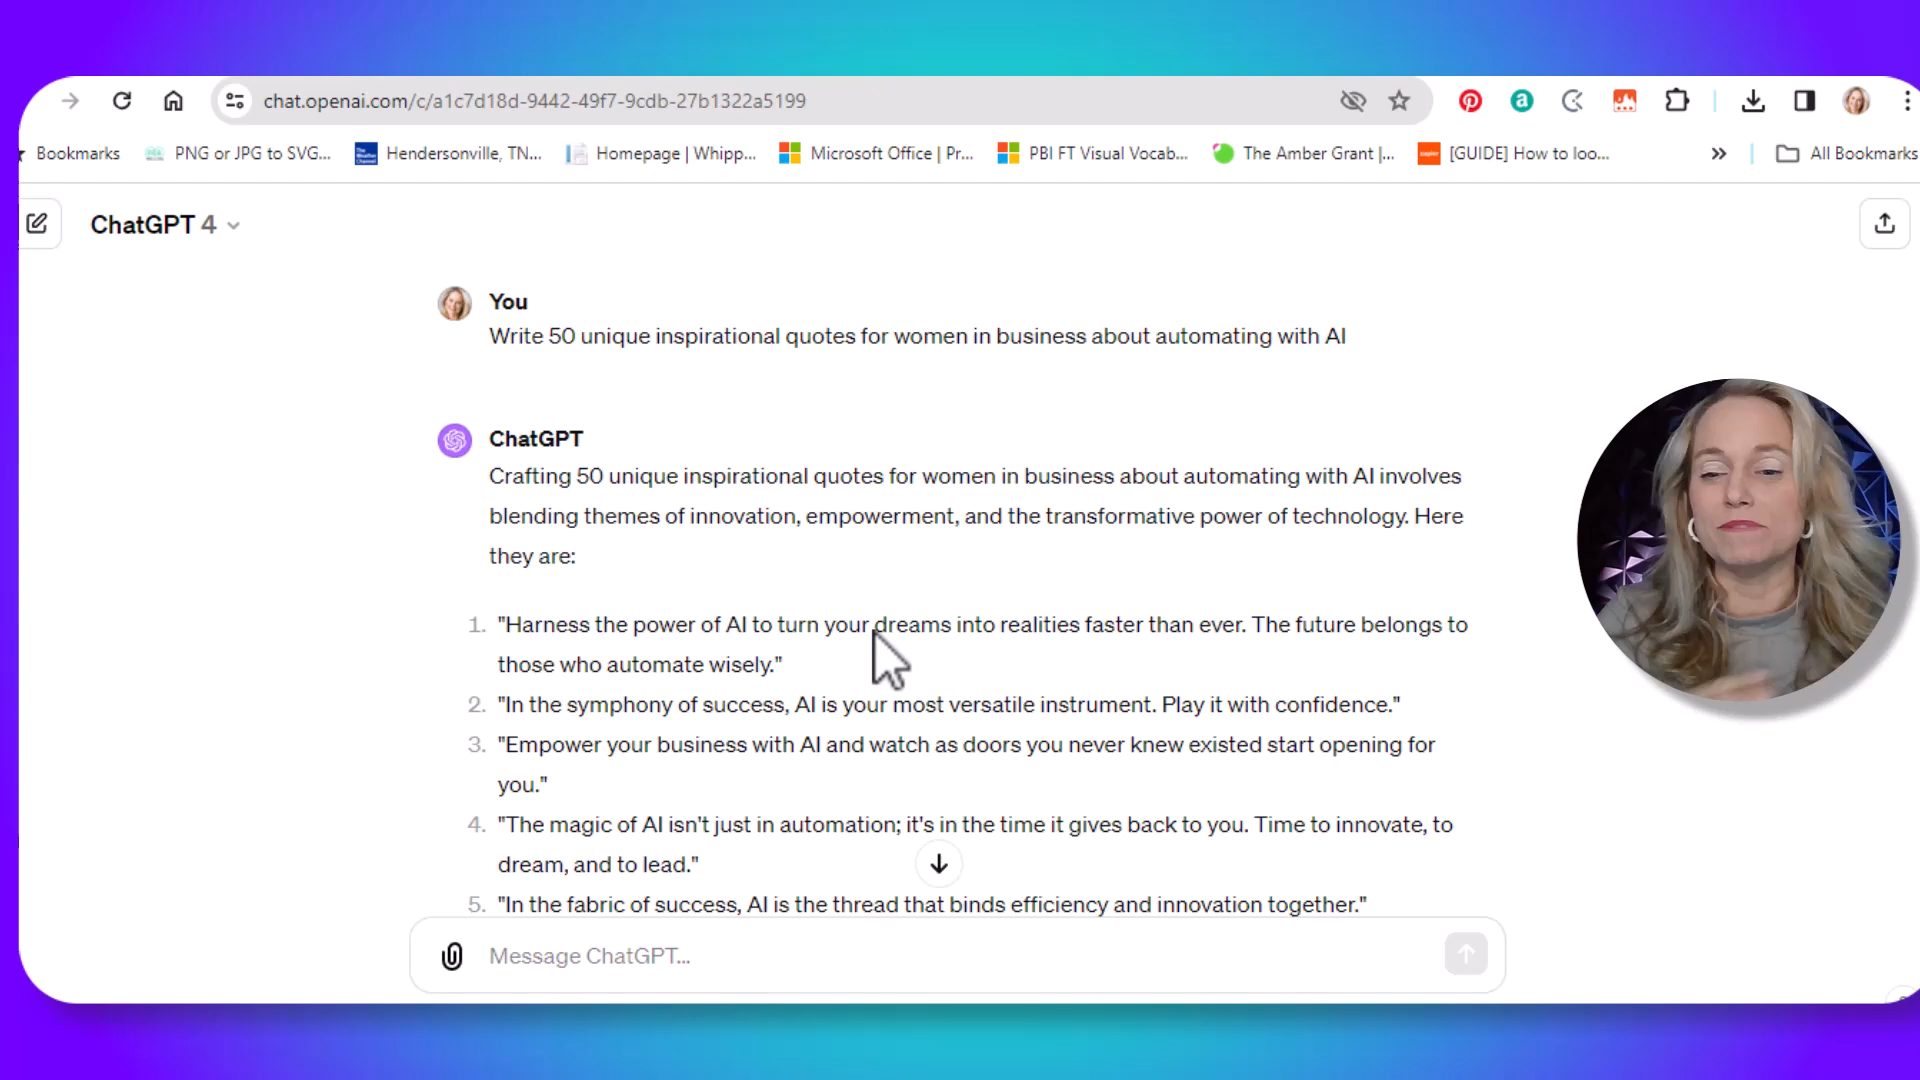 chat.openai.com/c/a1c7d18d-9442-49f7-9cdb-27b1322a5199
Bookmarks PNG or JPG to SVG... Hendersonville, TN... Homepage | Whipp... Microsoft Office | Pr... PBI FT Visual Vocab... The Amber Grant |... [GUIDE] How to loo... All Bookmarks
ChatGPT 4
You
Write 50 unique inspirational quotes for women in business about automating with AI
ChatGPT
Crafting 50 unique inspirational quotes for women in business about automating with AI involves
blending themes of innovation, empowerment, and the transformative power of technology. Here
they are:
1. "Harness the power of AI to turn your dreams into realities faster than ever. The future belongs to
those who automate wisely."
2. "In the symphony of success, AI is your most versatile instrument. Play it with confidence."
3. "Empower your business with AI and watch as doors you never knew existed start opening for
you."
4. "The magic of AI isn't just in automation; it's in the time it gives back to you. Time to innovate, to
dream, and to lead."
5. "In the fabric of success, AI is the thread that binds efficiency and innovation together."
Message ChatGPT...